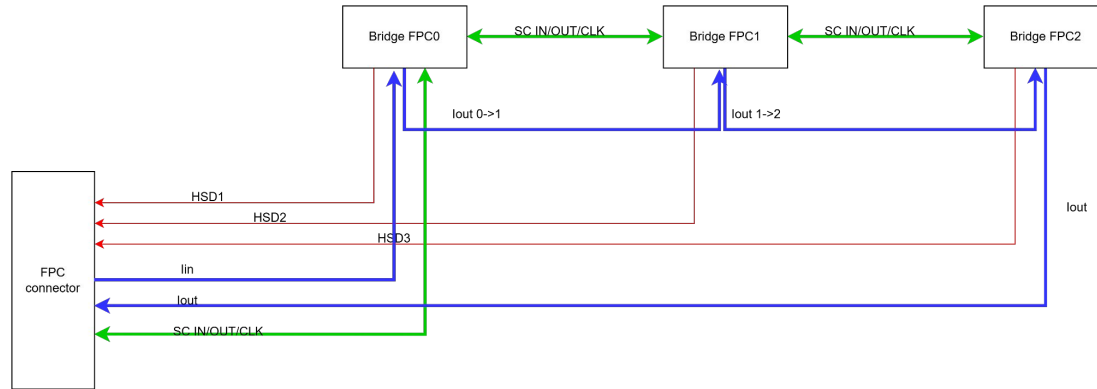 Bridge FPC0
SC IN/OUT/CLK
Bridge FPC1
SC IN/OUT/CLK
Bridge FPC2
Iout 0->1
Iout 1->2
HSD1
HSD2
HSD3
Iout
FPC
connector
Iin
Iout
SC IN/OUT/CLK